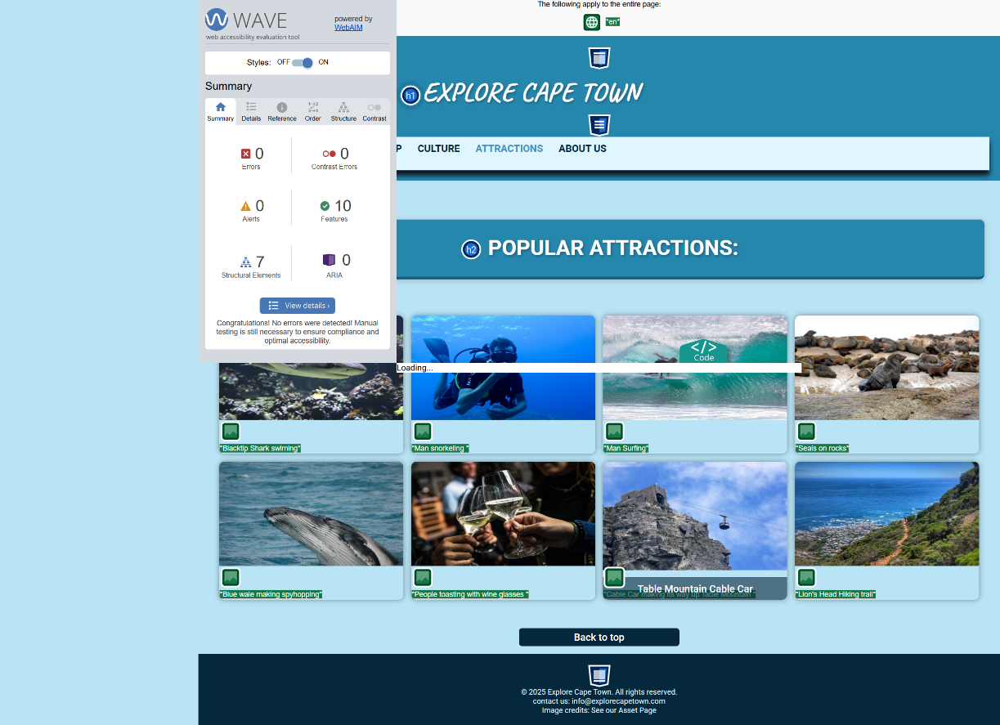 WAVE
powered by
WebAIM
web accessibility evaluation tool
Styles: OFF ON
Summary
Summary Details Reference Order Structure Contrast
0 Errors
0 Contrast Errors
0 Alerts
10 Features
7 Structural Elements
0 ARIA
View details ›
Congratulations! No errors were detected! Manual
testing is still necessary to ensure compliance and
optimal accessibility.
The following apply to the entire page:
"en"
h1 EXPLORE CAPE TOWN
P CULTURE ATTRACTIONS ABOUT US
h2 POPULAR ATTRACTIONS:
</>
Code
Loading...
"Blacktip Shark swiming"
"Man snorkeling "
"Man Surfing"
"Seals on rocks"
"Blue wale making spyhopping"
"People toasting with wine glasses "
Table Mountain Cable Car
"Cable Car making its way up Table Mountain "
"Lion's Head Hiking trail"
Back to top
© 2025 Explore Cape Town. All rights reserved.
contact us: info@explorecapetown.com
Image credits: See our Asset Page